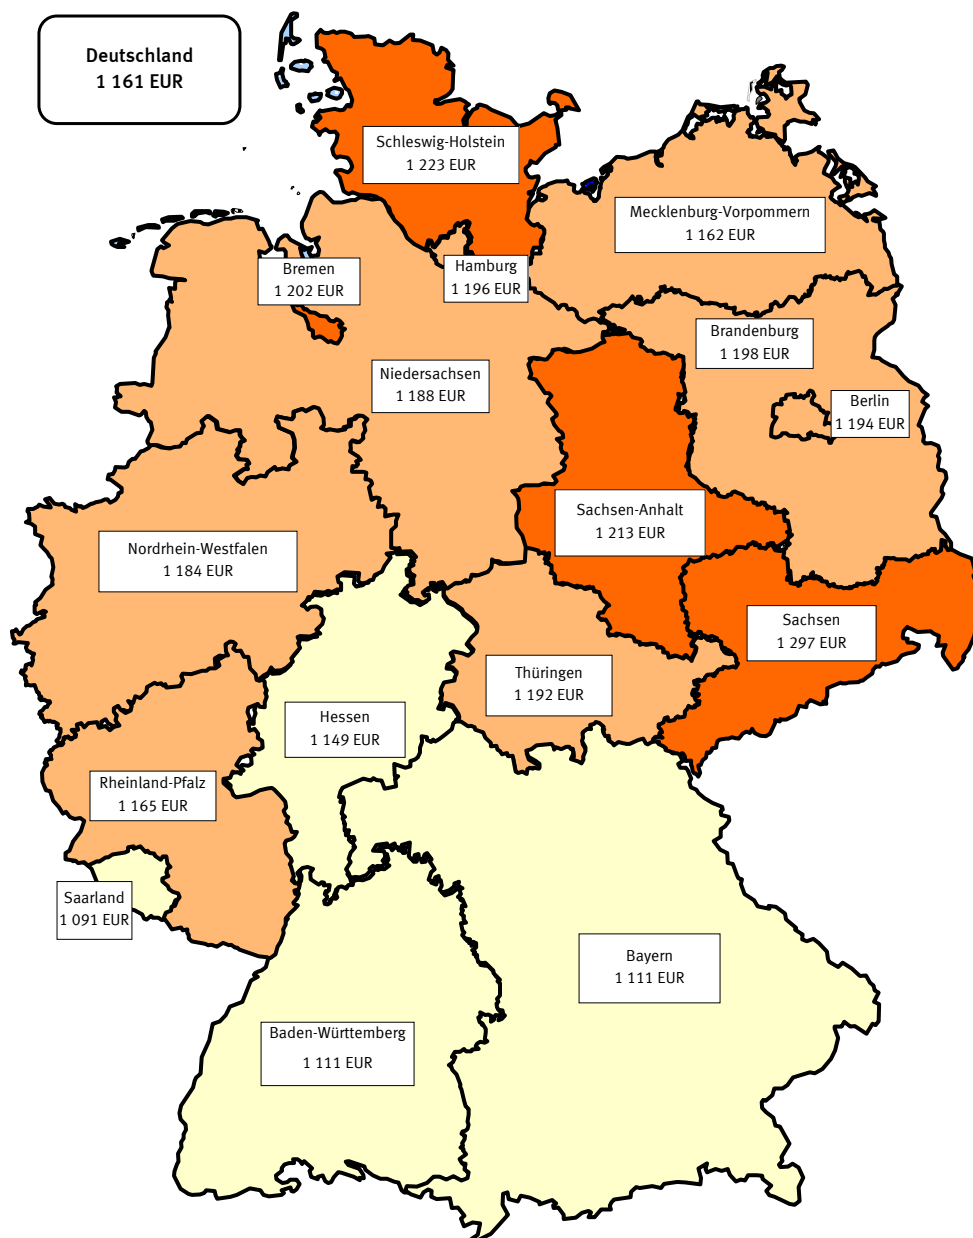 Deutschland
1 161 EUR
Schleswig-Holstein
1 223 EUR
Mecklenburg-Vorpommern
1 162 EUR
Hamburg
1 196 EUR
Bremen
1 202 EUR
Brandenburg
1 198 EUR
Niedersachsen
1 188 EUR
Berlin
1 194 EUR
Sachsen-Anhalt
1 213 EUR
Nordrhein-Westfalen
1 184 EUR
Sachsen
1 297 EUR
Thüringen
1 192 EUR
Hessen
1 149 EUR
Rheinland-Pfalz
1 165 EUR
Saarland
1 091 EUR
Bayern
1 111 EUR
Baden-Württemberg
1 111 EUR